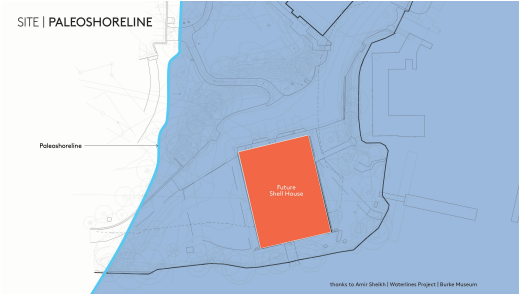 SITE | PALEOSHORELINE
Paleoshoreline
Future
Shell House
thanks to Amir Sheikh | Waterlines Project | Burke Museum